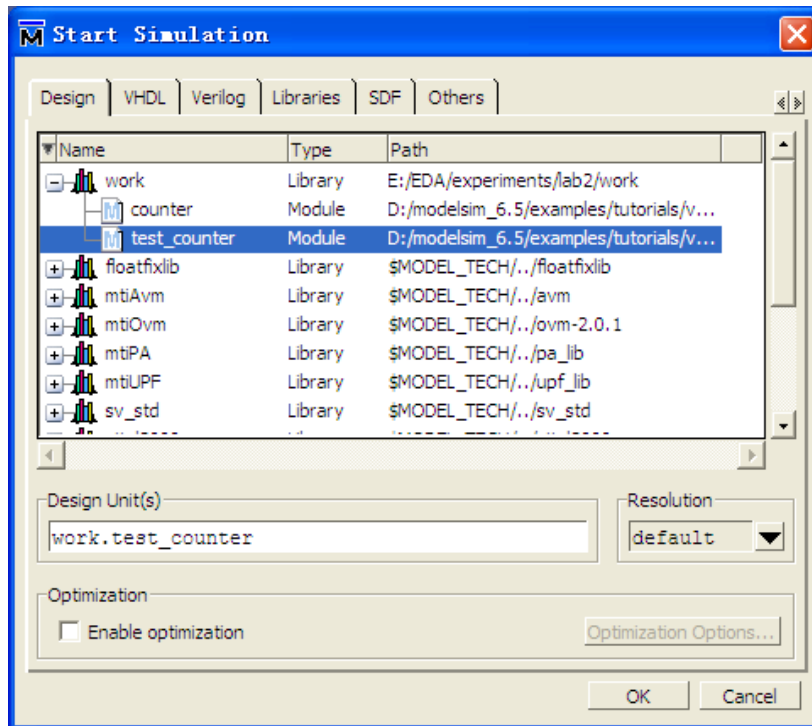 Start Simulation
Design VHDL Verilog Libraries SDF Others
Name Type Path
work Library E:/EDA/experiments/lab2/work
counter Module D:/modelsim_6.5/examples/tutorials/v...
test_counter Module D:/modelsim_6.5/examples/tutorials/v...
floatfixlib Library $MODEL_TECH/../floatfixlib
mtiAvm Library $MODEL_TECH/../avm
mtiOvm Library $MODEL_TECH/../ovm-2.0.1
mtiPA Library $MODEL_TECH/../pa_lib
mtiUPF Library $MODEL_TECH/../upf_lib
sv_std Library $MODEL_TECH/../sv_std
Design Unit(s) Resolution
work.test_counter default
Optimization
Enable optimization Optimization Options...
OK Cancel